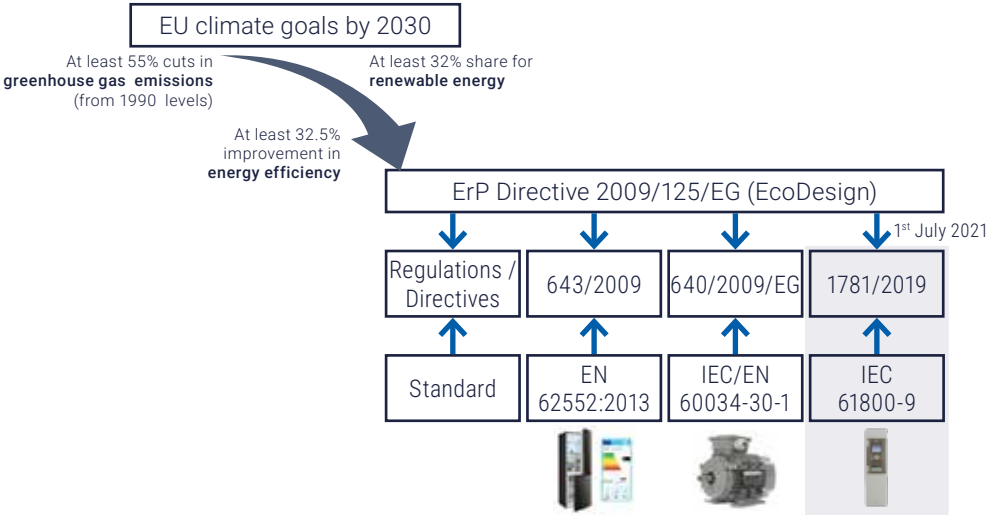 EU climate goals by 2030
At least 55% cuts in
greenhouse gas emissions
(from 1990 levels)
At least 32% share for
renewable energy
At least 32.5%
improvement in
energy efficiency
ErP Directive 2009/125/EG (EcoDesign)
1st July 2021
Regulations /
Directives
643/2009
640/2009/EG
1781/2019
Standard
EN
62552:2013
IEC/EN
60034-30-1
IEC
61800-9